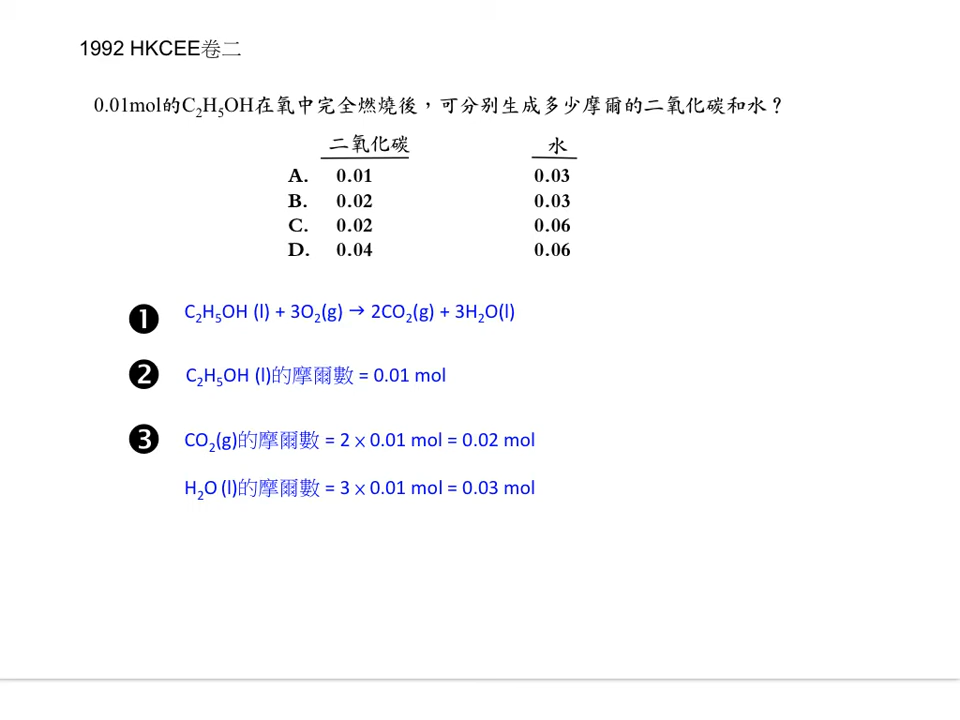 1992 HKCEE卷二
0.01mol的C₂H₅OH在氧中完全燃燒後，可分別生成多少摩爾的二氧化碳和水？
二氧化碳 水
A. 0.01 0.03
B. 0.02 0.03
C. 0.02 0.06
D. 0.04 0.06
❶ C₂H₅OH (l) + 3O₂(g) → 2CO₂(g) + 3H₂O(l)
❷ C₂H₅OH (l)的摩爾數 = 0.01 mol
❸ CO₂(g)的摩爾數 = 2 x 0.01 mol = 0.02 mol
H₂O (l)的摩爾數 = 3 x 0.01 mol = 0.03 mol